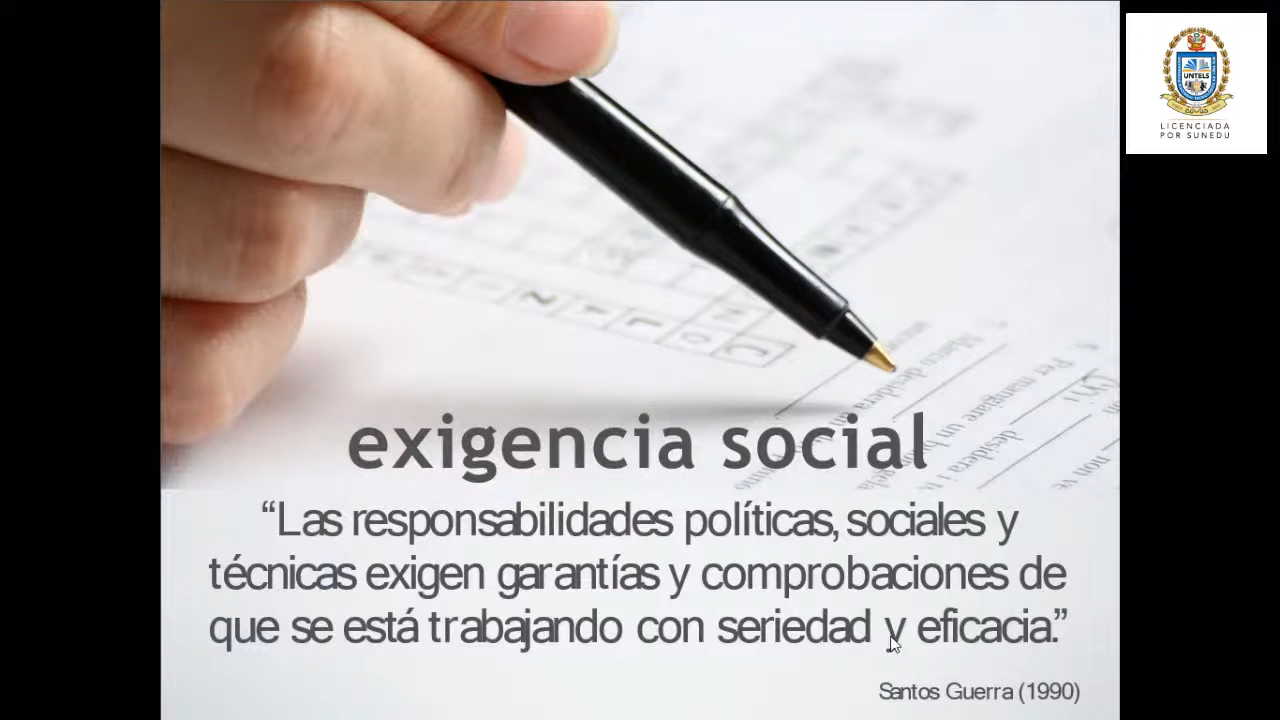 UNTELS
LICENCIADA
POR SUNEDU
exigencia social
“Las responsabilidades políticas, sociales y
técnicas exigen garantías y comprobaciones de
que se está trabajando con seriedad y eficacia.”
Santos Guerra (1990)